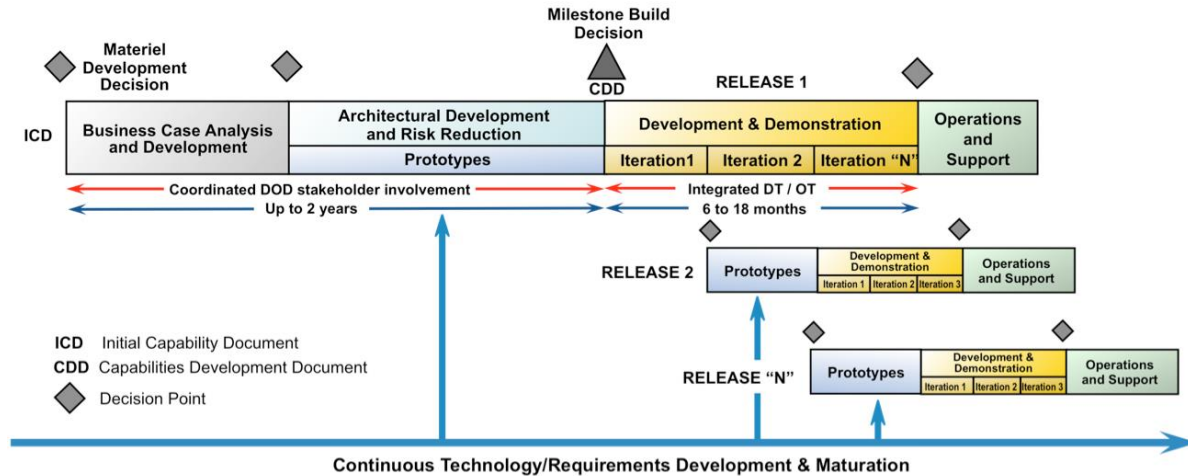 Milestone Build
Decision
Materiel
Development
Decision
CDD
RELEASE 1
ICD
Business Case Analysis
and Development
Architectural Development
and Risk Reduction
Prototypes
Development & Demonstration
Iteration1
Iteration 2
Iteration “N”
Operations
and
Support
Coordinated DOD stakeholder involvement
Up to 2 years
Integrated DT / OT
6 to 18 months
RELEASE 2
Prototypes
Development &
Demonstration
Iteration 1
Iteration 2
Iteration 3
Operations
and Support
RELEASE “N”
Prototypes
Development &
Demonstration
Iteration 1
Iteration 2
Iteration 3
Operations
and Support
ICD Initial Capability Document
CDD Capabilities Development Document
Decision Point
Continuous Technology/Requirements Development & Maturation